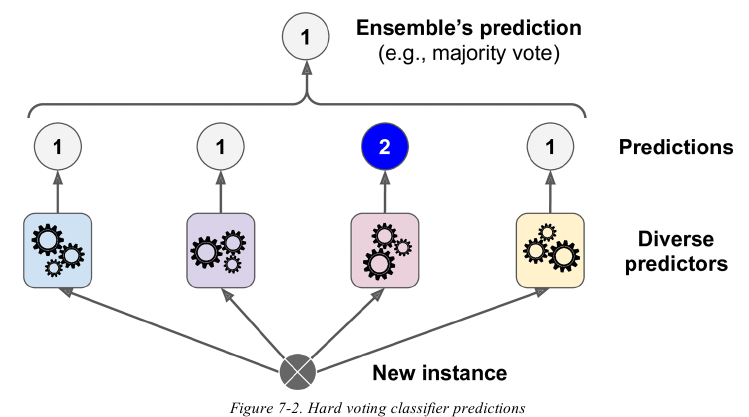 1
Ensemble's prediction
(e.g., majority vote)
1 1 2 1 Predictions
Diverse
predictors
New instance
Figure 7-2. Hard voting classifier predictions